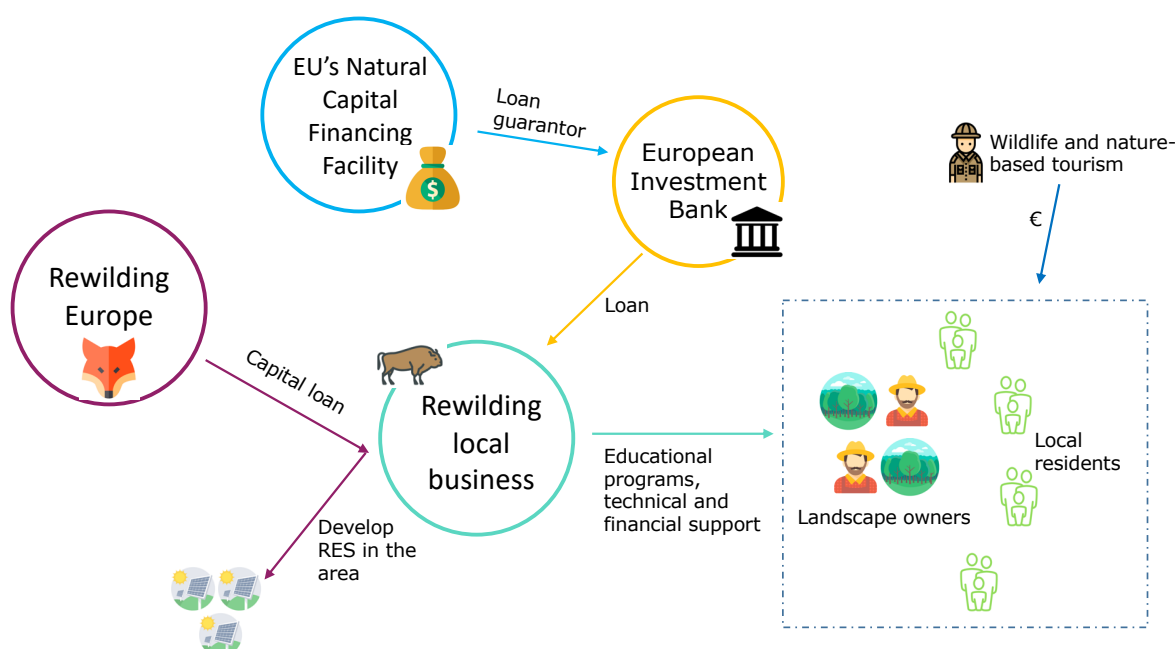 EU's Natural
Capital
Financing
Facility
$
Loan
guarantor
European
Investment
Bank
Wildlife and nature-
based tourism
€
Rewilding
Europe
Capital loan
Loan
Rewilding
local
business
Educational
programs,
technical and
financial support
Landscape owners
Local
residents
Develop
RES in the
area